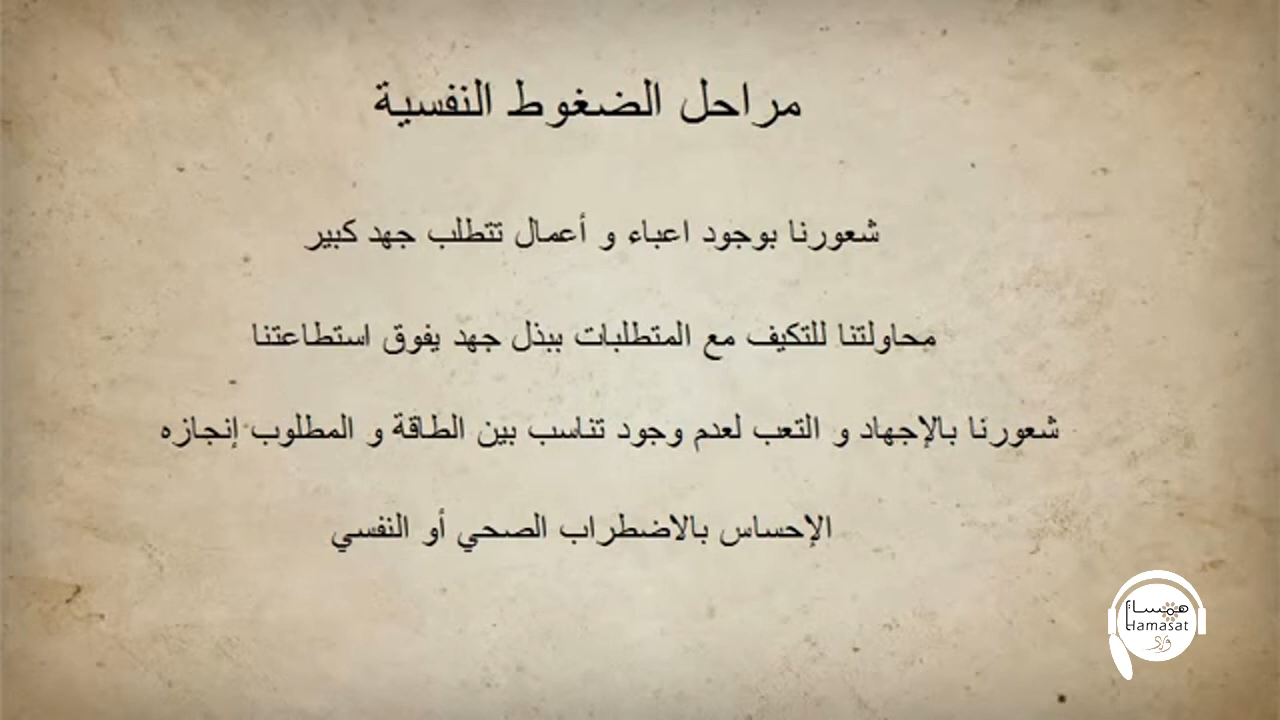 مراحل الضغوط النفسية
شعورنا بوجود اعباء و أعمال تتطلب جهد كبير
محاولتنا للتكيف مع المتطلبات ببذل جهد يفوق استطاعتنا
شعورنا بالإجهاد و التعب لعدم وجود تناسب بين الطاقة و المطلوب إنجازه
الإحساس بالاضطراب الصحي أو النفسي
Hamasat